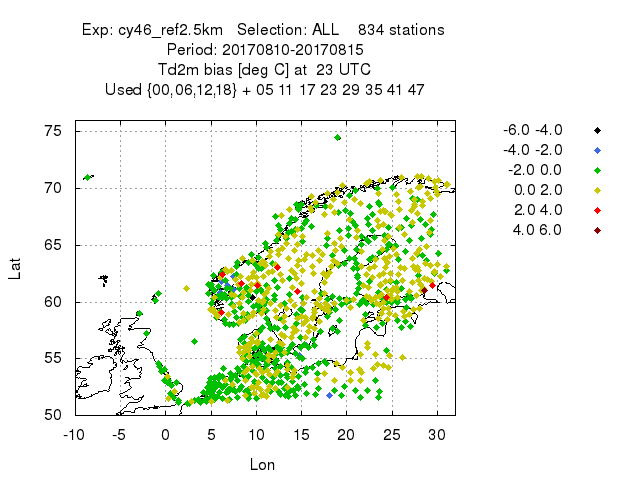 Exp: cy46_ref2.5km   Selection: ALL    834 stations
Period: 20170810-20170815
Td2m bias [deg C] at  23 UTC
Used {00,06,12,18} + 05 11 17 23 29 35 41 47
-6.0 -4.0
-4.0 -2.0
-2.0 0.0
0.0 2.0
2.0 4.0
4.0 6.0
75
70
65
60
55
50
Lat
-10 -5 0 5 10 15 20 25 30
Lon